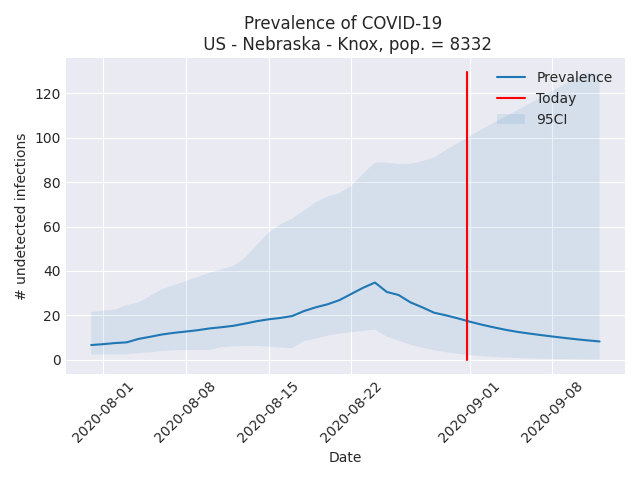 Prevalence of COVID-19
US - Nebraska - Knox, pop. = 8332
Prevalence
Today
95CI
# undetected infections
120
100
80
60
40
20
0
2020-08-01
2020-08-08
2020-08-15
2020-08-22
2020-09-01
2020-09-08
Date